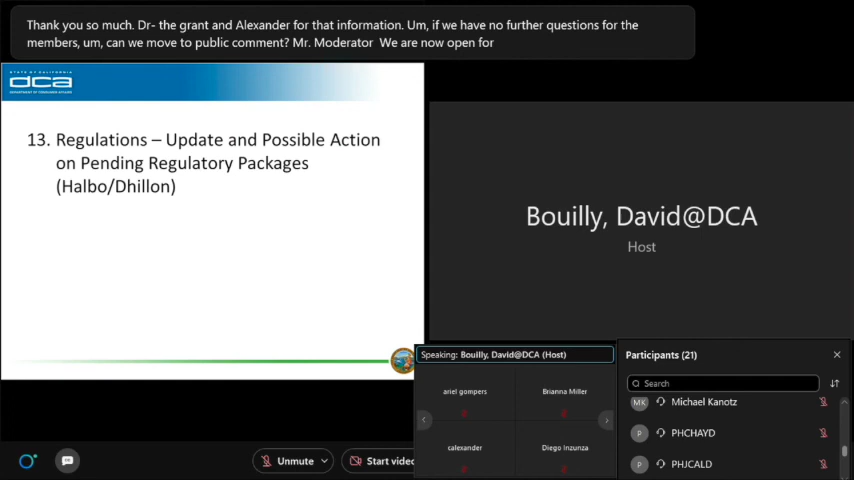 Thank you so much. Dr- the grant and Alexander for that information. Um, if we have no further questions for the
members, um, can we move to public comment? Mr. Moderator  We are now open for
STATE OF CALIFORNIA
dca
DEPARTMENT OF CONSUMER AFFAIRS
13. Regulations – Update and Possible Action
on Pending Regulatory Packages
(Halbo/Dhillon)
Bouilly, David@DCA
Host
Speaking: Bouilly, David@DCA (Host)
ariel gompers
Brianna Miller
calexander
Diego Inzunza
Participants (21)
Search
MK Michael Kanotz
P PHCHAYD
P PHJCALD
Unmute
Start video